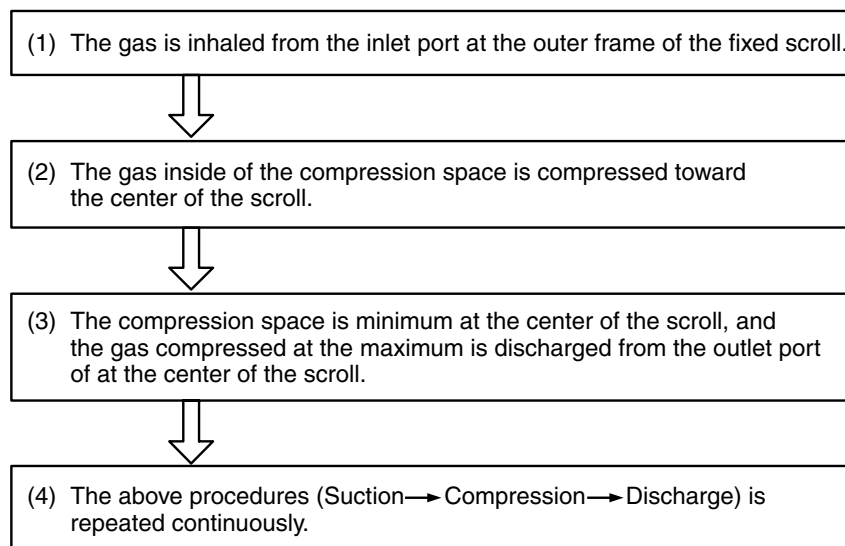 (1) The gas is inhaled from the inlet port at the outer frame of the fixed scroll.
(2) The gas inside of the compression space is compressed toward
the center of the scroll.
(3) The compression space is minimum at the center of the scroll, and
the gas compressed at the maximum is discharged from the outlet port
of at the center of the scroll.
(4) The above procedures (Suction→Compression→Discharge) is
repeated continuously.